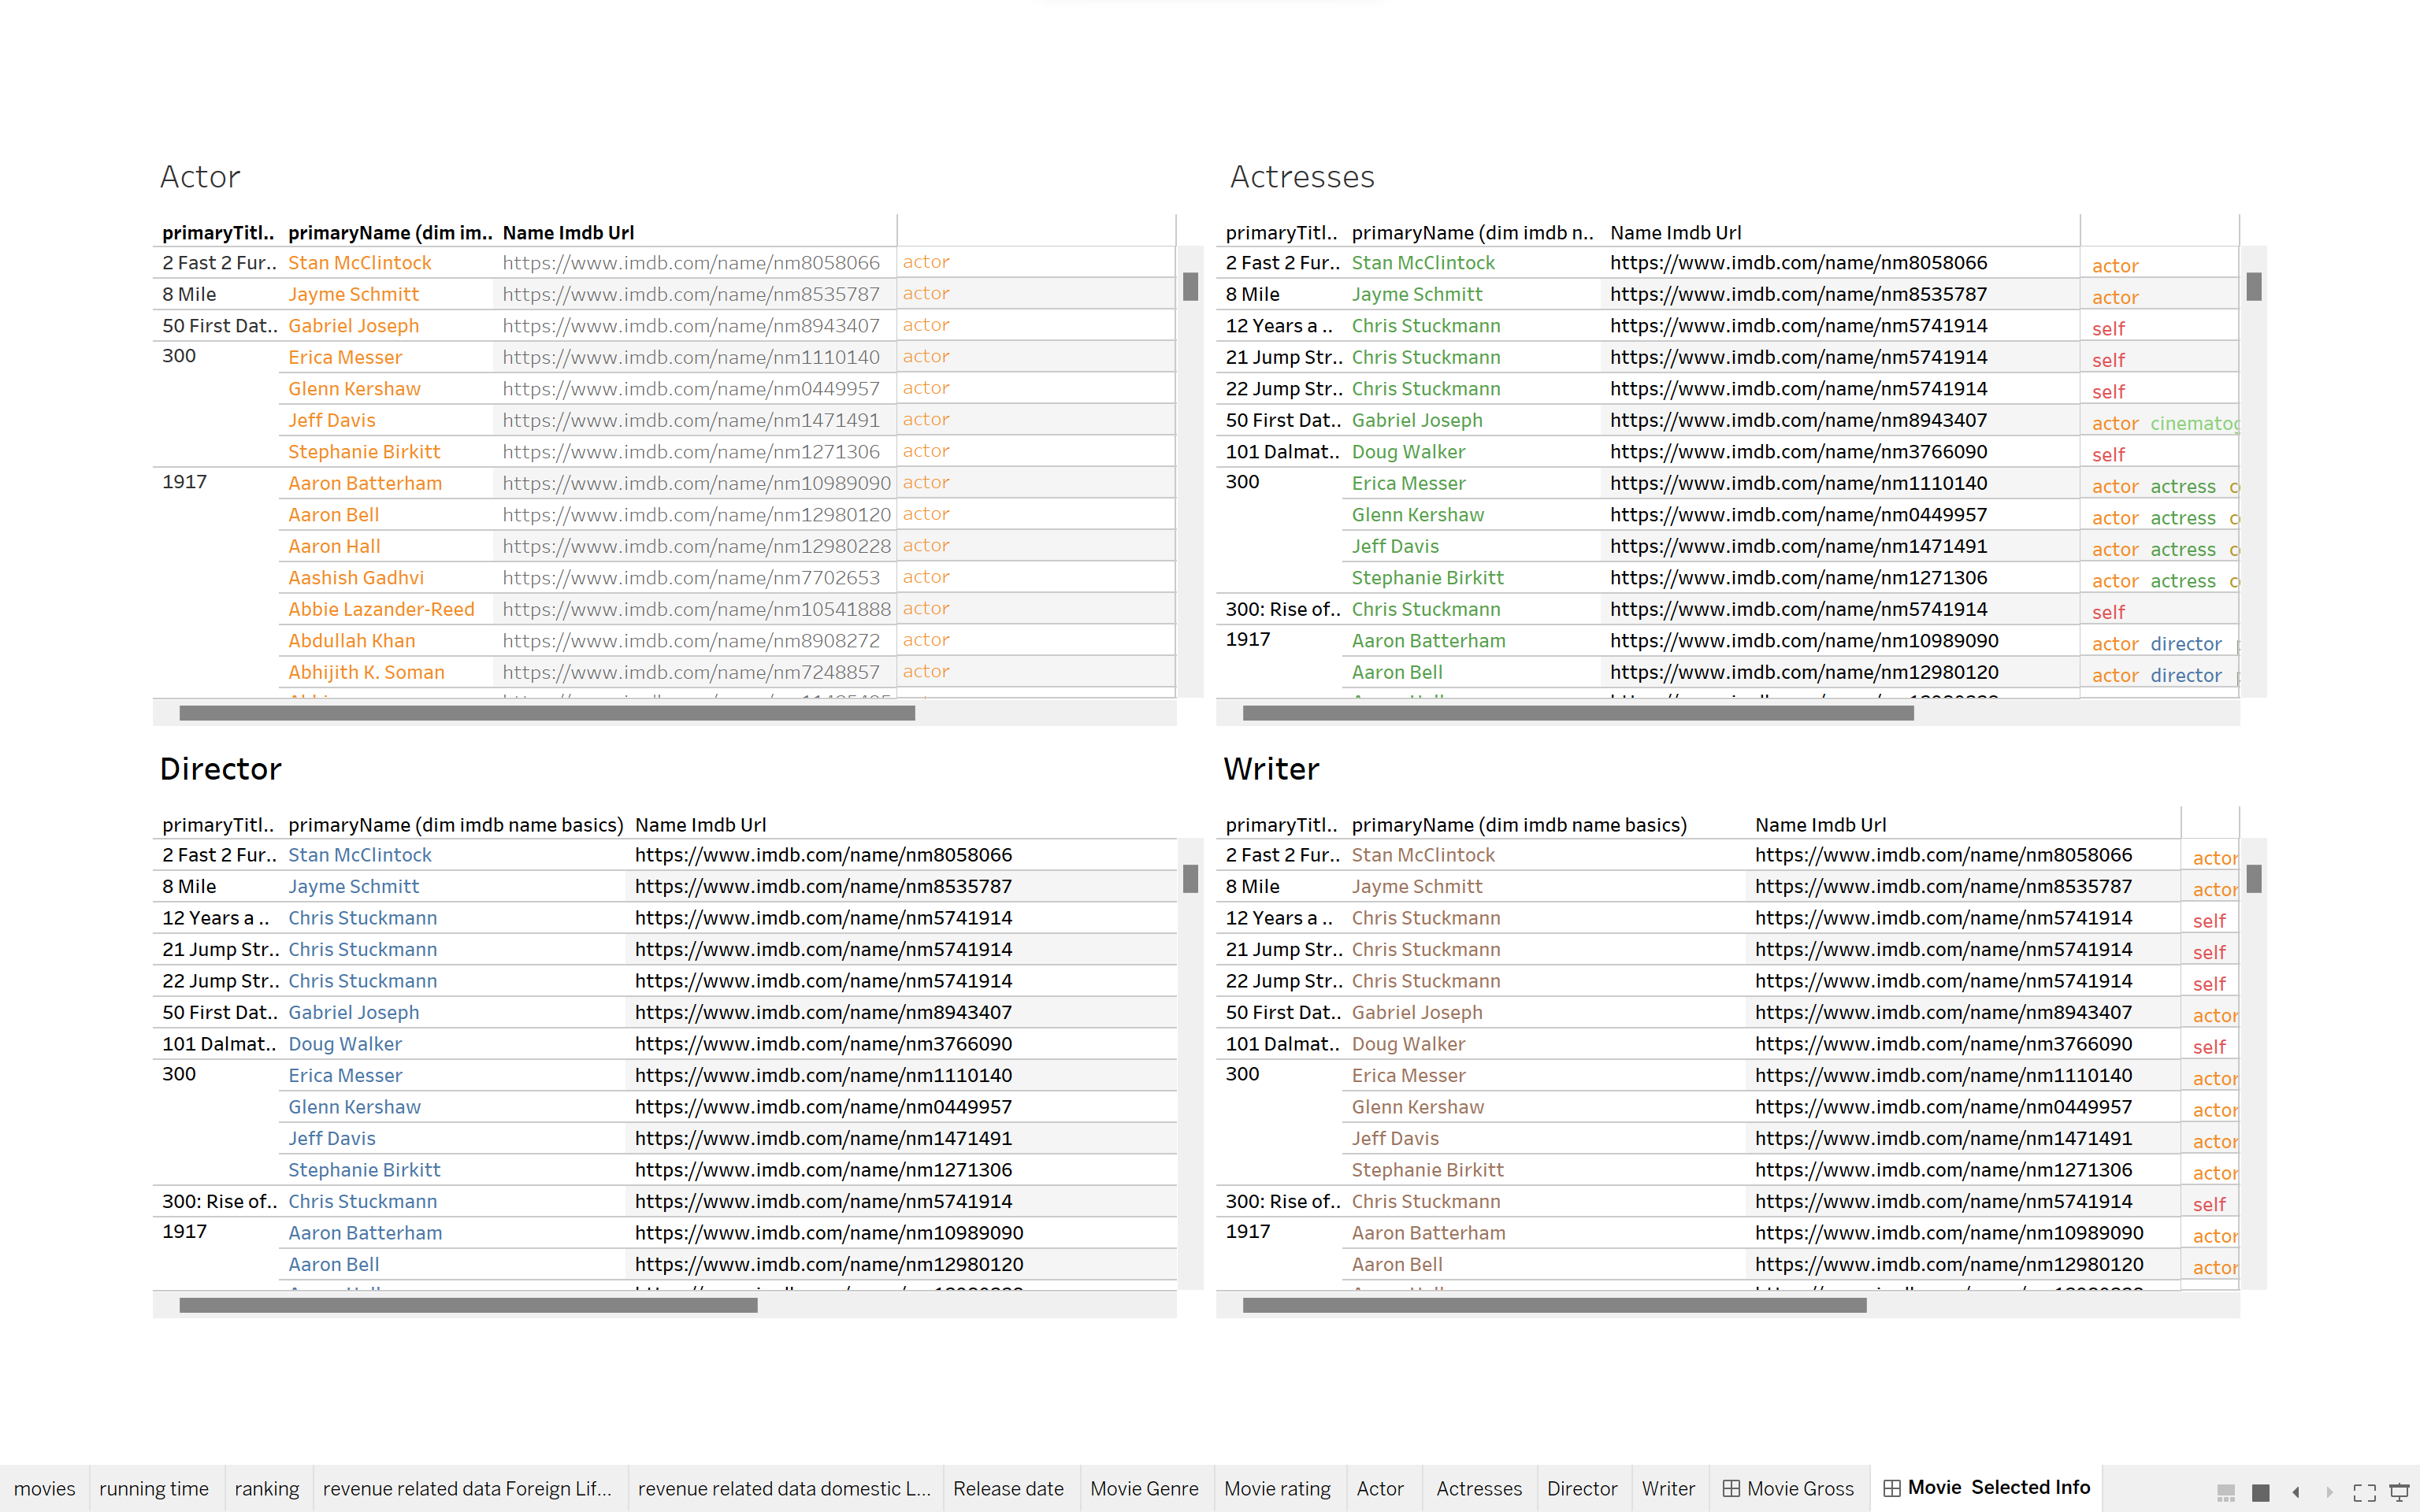 Actor
primaryTitl.. primaryName (dim im.. Name Imdb Url
2 Fast 2 Fur.. Stan McClintock https://www.imdb.com/name/nm8058066 actor
8 Mile Jayme Schmitt https://www.imdb.com/name/nm8535787 actor
50 First Dat.. Gabriel Joseph https://www.imdb.com/name/nm8943407 actor
300 Erica Messer https://www.imdb.com/name/nm1110140 actor
Glenn Kershaw https://www.imdb.com/name/nm0449957 actor
Jeff Davis https://www.imdb.com/name/nm1471491 actor
Stephanie Birkitt https://www.imdb.com/name/nm1271306 actor
1917 Aaron Batterham https://www.imdb.com/name/nm10989090 actor
Aaron Bell https://www.imdb.com/name/nm12980120 actor
Aaron Hall https://www.imdb.com/name/nm12980228 actor
Aashish Gadhvi https://www.imdb.com/name/nm7702653 actor
Abbie Lazander-Reed https://www.imdb.com/name/nm10541888 actor
Abdullah Khan https://www.imdb.com/name/nm8908272 actor
Abhijith K. Soman https://www.imdb.com/name/nm7248857 actor
Actresses
primaryTitl.. primaryName (dim imdb n.. Name Imdb Url
2 Fast 2 Fur.. Stan McClintock https://www.imdb.com/name/nm8058066 actor
8 Mile Jayme Schmitt https://www.imdb.com/name/nm8535787 actor
12 Years a .. Chris Stuckmann https://www.imdb.com/name/nm5741914 self
21 Jump Str.. Chris Stuckmann https://www.imdb.com/name/nm5741914 self
22 Jump Str.. Chris Stuckmann https://www.imdb.com/name/nm5741914 self
50 First Dat.. Gabriel Joseph https://www.imdb.com/name/nm8943407 actor cinematog
101 Dalmat.. Doug Walker https://www.imdb.com/name/nm3766090 self
300 Erica Messer https://www.imdb.com/name/nm1110140 actor actress c
Glenn Kershaw https://www.imdb.com/name/nm0449957 actor actress c
Jeff Davis https://www.imdb.com/name/nm1471491 actor actress c
Stephanie Birkitt https://www.imdb.com/name/nm1271306 actor actress c
300: Rise of.. Chris Stuckmann https://www.imdb.com/name/nm5741914 self
1917 Aaron Batterham https://www.imdb.com/name/nm10989090 actor director
Aaron Bell https://www.imdb.com/name/nm12980120 actor director
Director
primaryTitl.. primaryName (dim imdb name basics) Name Imdb Url
2 Fast 2 Fur.. Stan McClintock https://www.imdb.com/name/nm8058066
8 Mile Jayme Schmitt https://www.imdb.com/name/nm8535787
12 Years a .. Chris Stuckmann https://www.imdb.com/name/nm5741914
21 Jump Str.. Chris Stuckmann https://www.imdb.com/name/nm5741914
22 Jump Str.. Chris Stuckmann https://www.imdb.com/name/nm5741914
50 First Dat.. Gabriel Joseph https://www.imdb.com/name/nm8943407
101 Dalmat.. Doug Walker https://www.imdb.com/name/nm3766090
300 Erica Messer https://www.imdb.com/name/nm1110140
Glenn Kershaw https://www.imdb.com/name/nm0449957
Jeff Davis https://www.imdb.com/name/nm1471491
Stephanie Birkitt https://www.imdb.com/name/nm1271306
300: Rise of.. Chris Stuckmann https://www.imdb.com/name/nm5741914
1917 Aaron Batterham https://www.imdb.com/name/nm10989090
Aaron Bell https://www.imdb.com/name/nm12980120
Writer
primaryTitl.. primaryName (dim imdb name basics) Name Imdb Url
2 Fast 2 Fur.. Stan McClintock https://www.imdb.com/name/nm8058066 actor
8 Mile Jayme Schmitt https://www.imdb.com/name/nm8535787 actor
12 Years a .. Chris Stuckmann https://www.imdb.com/name/nm5741914 self
21 Jump Str.. Chris Stuckmann https://www.imdb.com/name/nm5741914 self
22 Jump Str.. Chris Stuckmann https://www.imdb.com/name/nm5741914 self
50 First Dat.. Gabriel Joseph https://www.imdb.com/name/nm8943407 actor
101 Dalmat.. Doug Walker https://www.imdb.com/name/nm3766090 self
300 Erica Messer https://www.imdb.com/name/nm1110140 actor
Glenn Kershaw https://www.imdb.com/name/nm0449957 actor
Jeff Davis https://www.imdb.com/name/nm1471491 actor
Stephanie Birkitt https://www.imdb.com/name/nm1271306 actor
300: Rise of.. Chris Stuckmann https://www.imdb.com/name/nm5741914 self
1917 Aaron Batterham https://www.imdb.com/name/nm10989090 actor
Aaron Bell https://www.imdb.com/name/nm12980120 actor
movies running time ranking revenue related data Foreign Lif... revenue related data domestic L... Release date Movie Genre Movie rating Actor Actresses Director Writer Movie Gross Movie Selected Info